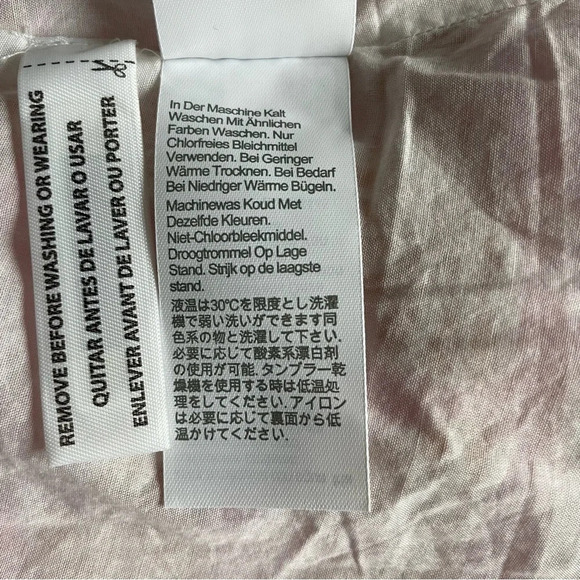 REMOVE BEFORE WASHING OR WEARING
QUITAR ANTES DE LAVAR O USAR
ENLEVER AVANT DE LAVER OU PORTER
In Der Maschine Kalt
Waschen Mit Ähnlichen
Farben Waschen. Nur
Chlorfreies Bleichmittel
Verwenden. Bei Geringer
Wärme Trocknen. Bei Bedarf
Bei Niedriger Wärme Bügeln.
Machinewas Koud Met
Dezelfde Kleuren.
Niet-Chloorbleekmiddel.
Droogtrommel Op Lage
Stand. Strijk op de laagste
stand.
液温は30℃を限度とし洗濯
機で弱い洗いができます同
色系の物と洗濯して下さい.
必要に応じて酸素系漂白剤
の使用が可能. タンブラー乾
燥機を使用する時は低温処
理をしてください. アイロン
は必要に応じて裏面から低
温かけてください.